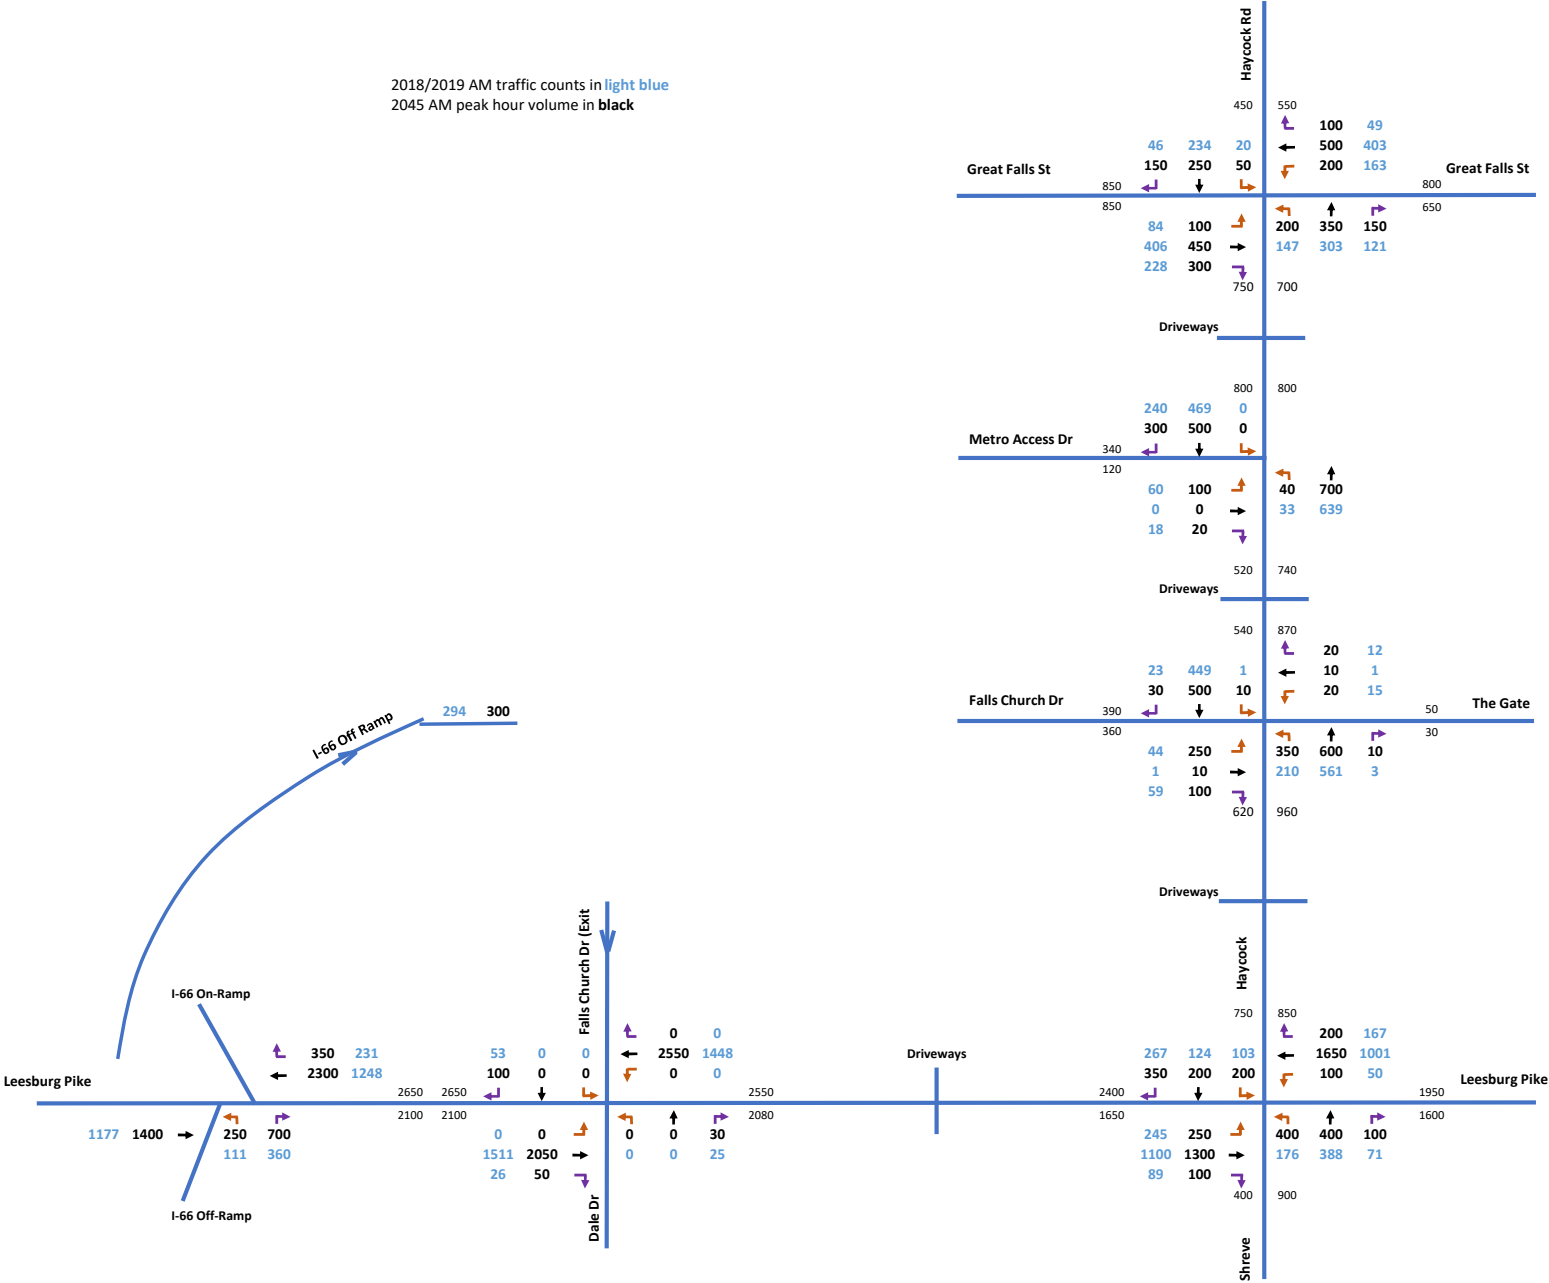 Haycock Rd
2018/2019 AM traffic counts in light blue
2045 AM peak hour volume in black
450 550
100 49
46 234 20 500 403
Great Falls St 150 250 50 200 163 Great Falls St
850 800
850 650
84 100 200 350 150
406 450 147 303 121
228 300
750 700
Driveways
800 800
240 469 0
300 500 0
Metro Access Dr
340
120
60 100 40 700
0 0 33 639
18 20
520 740
Driveways
540 870
20 12
23 449 1 10 1
30 500 10 20 15
Falls Church Dr The Gate
390 50
360 30
44 250 350 600 10
1 10 210 561 3
59 100
620 960
Driveways
I-66 Off Ramp
294 300
Falls Church Dr (Exit
Haycock
I-66 On-Ramp
750 850
0 0 200 167
350 231 53 0 0 2550 1448 Driveways 267 124 103 1650 1001
2300 1248 100 0 0 0 0 350 200 200 100 50
Leesburg Pike Leesburg Pike
2650 2650 2550 2400 1950
2100 2100 2080 1650 1600
1177 1400 250 700 0 0 0 0 30 245 250 400 400 100
111 360 1511 2050 0 0 25 1100 1300 176 388 71
26 50 89 100
400 900
I-66 Off-Ramp
Dale Dr
Shreve